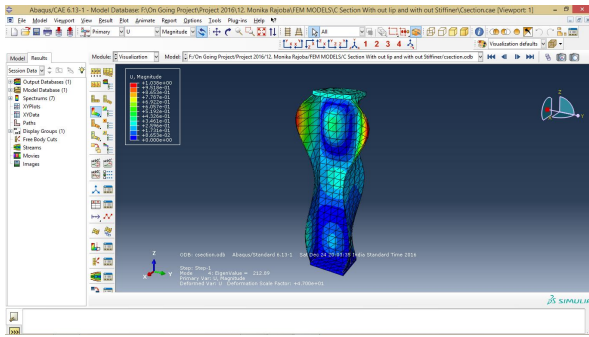 Abaqus/CAE 6.13-1 - Model Database: F:\On Going Project\Project 2016\12. Monika Rajoba\FEM MODELS\C Section With out lip and with out Stiffiner\Csection.cae [Viewport: 1]
File Model Viewport View Result Plot Animate Report Options Tools Plug-ins Help
Primary U Magnitude All
1 2 3 4 Visualization defaults
Model Results Module: Visualization Model: F:/On Going Project/Project 2016/12. Monika Rajoba/FEM MODELS/C Section With out lip and with out Stiffiner/csection.odb
Session Data
Output Databases (1)
Model Database (1)
Spectrums (7)
XYPlots
XYData
Paths
Display Groups (1)
Free Body Cuts
Streams
Movies
Images
U, Magnitude
+1.038e+00
+9.518e-01
+8.653e-01
+7.787e-01
+6.922e-01
+6.057e-01
+5.192e-01
+4.326e-01
+3.461e-01
+2.596e-01
+1.731e-01
+8.653e-02
+0.000e+00
Z
Y
Z
Y
X
ODB: csection.odb Abaqus/Standard 6.13-1 Sat Dec 24 India Standard Time 2016
Step: Step-1
Mode 4: EigenValue = 212.69
Primary Var: U, Magnitude
Deformed Var: U Deformation Scale Factor: +4.700e+01
SIMULIA
>>>